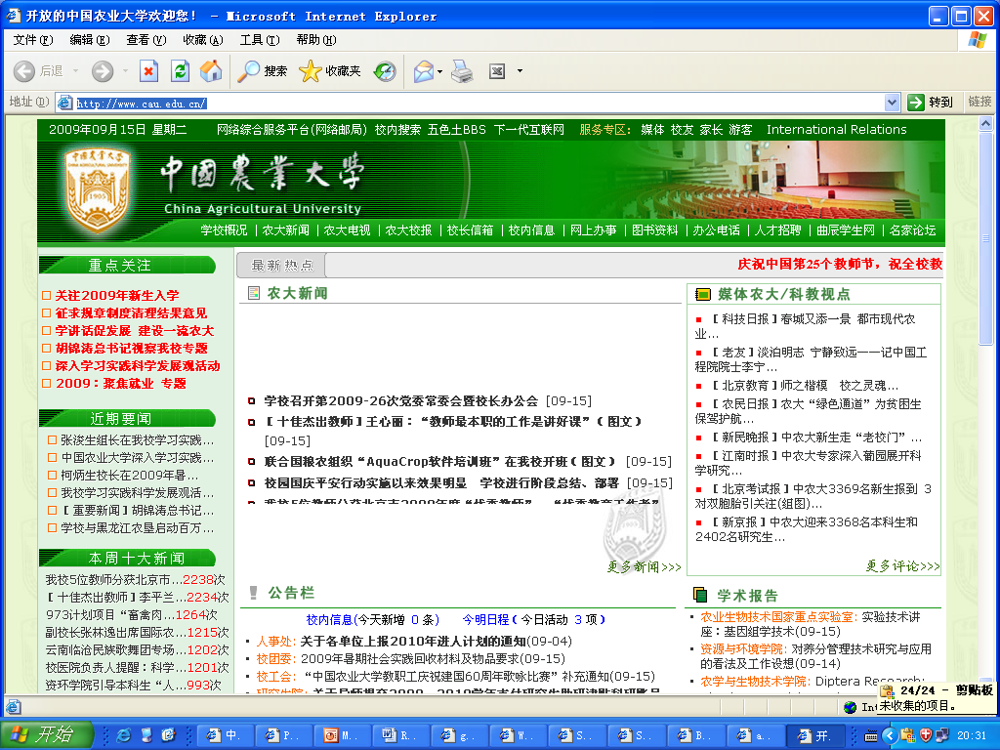 开放的中国农业大学欢迎您！ - Microsoft Internet Explorer
文件(F) 编辑(E) 查看(V) 收藏(A) 工具(T) 帮助(H)
后退 搜索 收藏夹
地址(D) http://www.cau.edu.cn/ 转到 链接
2009年09月15日 星期二 网络综合服务平台(网络邮局) 校内搜索 五色土BBS 下一代互联网 服务专区： 媒体 校友 家长 游客 International Relations
中国农业大学
CHINA AGRICULTURAL UNIVERSITY
1905
中國農業大学
China Agricultural University
学校概况 | 农大新闻 | 农大电视 | 农大校报 | 校长信箱 | 校内信息 | 网上办事 | 图书资料 | 办公电话 | 人才招聘 | 曲辰学生网 | 名家论坛
重点关注
关注2009年新生入学
征求规章制度清理结果意见
学讲话促发展 建设一流农大
胡锦涛总书记视察我校专题
深入学习实践科学发展观活动
2009：聚焦就业 专题
近期要闻
张浚生组长在我校学习实践...
中国农业大学深入学习实践...
柯炳生校长在2009年暑...
我校学习实践科学发展观活...
[ 重要新闻 ] 胡锦涛总书记...
学校与黑龙江农垦启动百万...
本周十大新闻
我校5位教师分获北京市...2238次
[ 十佳杰出教师 ] 李平兰...2234次
973计划项目“畜禽肉...1264次
副校长张林逸出席国际农...1215次
云南临沧民族歌舞团专场...1202次
校医院负责人提醒：科学...1201次
资环学院引导本科生“人...993次
最新热点
庆祝中国第25个教师节，祝全校教
农大新闻
学校召开第2009-26次党委常委会暨校长办公会 [09-15]
[ 十佳杰出教师 ] 王心丽：“教师最本职的工作是讲好课”（图文）
[09-15]
联合国粮农组织“AquaCrop软件培训班”在我校开班（图文） [09-15]
校园国庆平安行动实施以来效果明显 学校进行阶段总结、部署 [09-15]
我校5位教师分获北京市2009年度“优秀教师”、“优秀教育工作者”
更多新闻>>>
公告栏
校内信息(今天新增 0 条) 今明日程( 今日活动 3 项 )
人事处: 关于各单位上报2010年进人计划的通知(09-04)
校团委: 2009年暑期社会实践回收材料及物品要求(09-15)
校工会: “中国农业大学教职工庆祝建国60周年歌咏比赛”补充通知(09-15)
媒体农大/科教视点
[ 科技日报 ] 春城又添一景 都市现代农
业...
[ 老友 ] 淡泊明志 宁静致远——记中国工
程院院士李宁...
[ 北京教育 ] 师之楷模 校之灵魂...
[ 农民日报 ] 农大“绿色通道”为贫困生
保驾护航...
[ 新民晚报 ] 中农大新生走“老校门”...
[ 江南时报 ] 中农大专家深入葡园开展科
学研究...
[ 北京考试报 ] 中农大3369名新生报到 3
对双胞胎引关注(组图)...
[ 新京报 ] 中农大迎来3368名本科生和
2402名研究生...
更多评论>>>
学术报告
农业生物技术国家重点实验室: 实验技术讲
座：基因组学技术(09-15)
资源与环境学院: 对养分管理技术研究与应用
的看法及工作设想(09-14)
农学与生物技术学院: Diptera Research:
24/24 - 剪贴板
未收集的项目。
Int
开始 中. P.. M.. R.. g.. W.. S.. S.. B.. a.. 开. 20:31